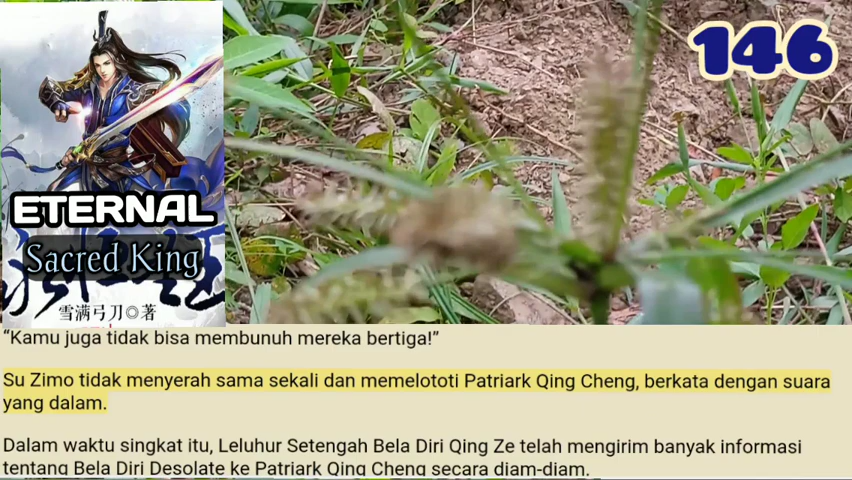 146
ETERNAL
Sacred King
雪满弓刀◎著
“Kamu juga tidak bisa membunuh mereka bertiga!”
Su Zimo tidak menyerah sama sekali dan memelototi Patriark Qing Cheng, berkata dengan suara
yang dalam.
Dalam waktu singkat itu, Leluhur Setengah Bela Diri Qing Ze telah mengirim banyak informasi
tentang Bela Diri Desolate ke Patriark Qing Cheng secara diam-diam.